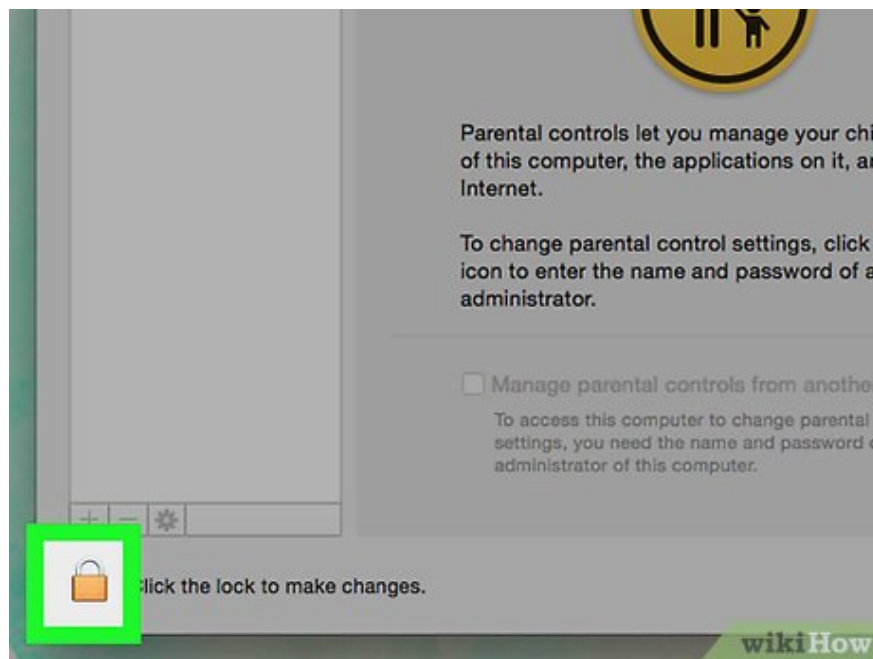 Parental controls let you manage your chi
of this computer, the applications on it, a
Internet.
To change parental control settings, click
icon to enter the name and password of a
administrator.
Manage parental controls from anothe
To access this computer to change parental
settings, you need the name and password
administrator of this computer.
lick the lock to make changes.
wikiHow